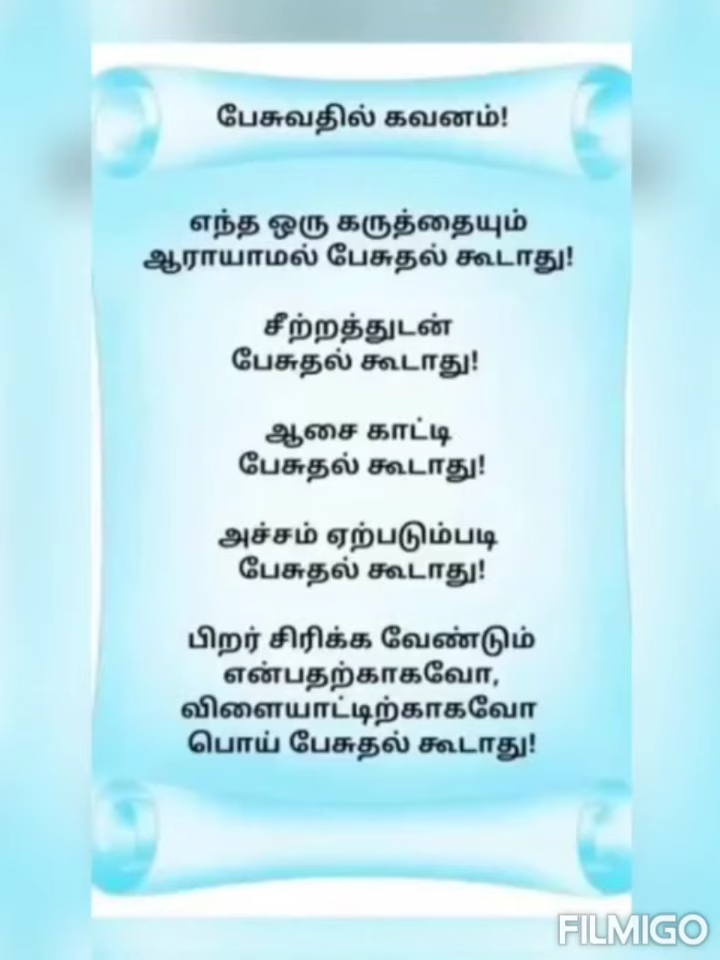 பேசுவதில் கவனம்!
எந்த ஒரு கருத்தையும்
ஆராயாமல் பேசுதல் கூடாது!
சீற்றத்துடன்
பேசுதல் கூடாது!
ஆசை காட்டி
பேசுதல் கூடாது!
அச்சம் ஏற்படும்படி
பேசுதல் கூடாது!
பிறர் சிரிக்க வேண்டும்
என்பதற்காகவோ,
விளையாட்டிற்காகவோ
பொய் பேசுதல் கூடாது!
FILMIGO